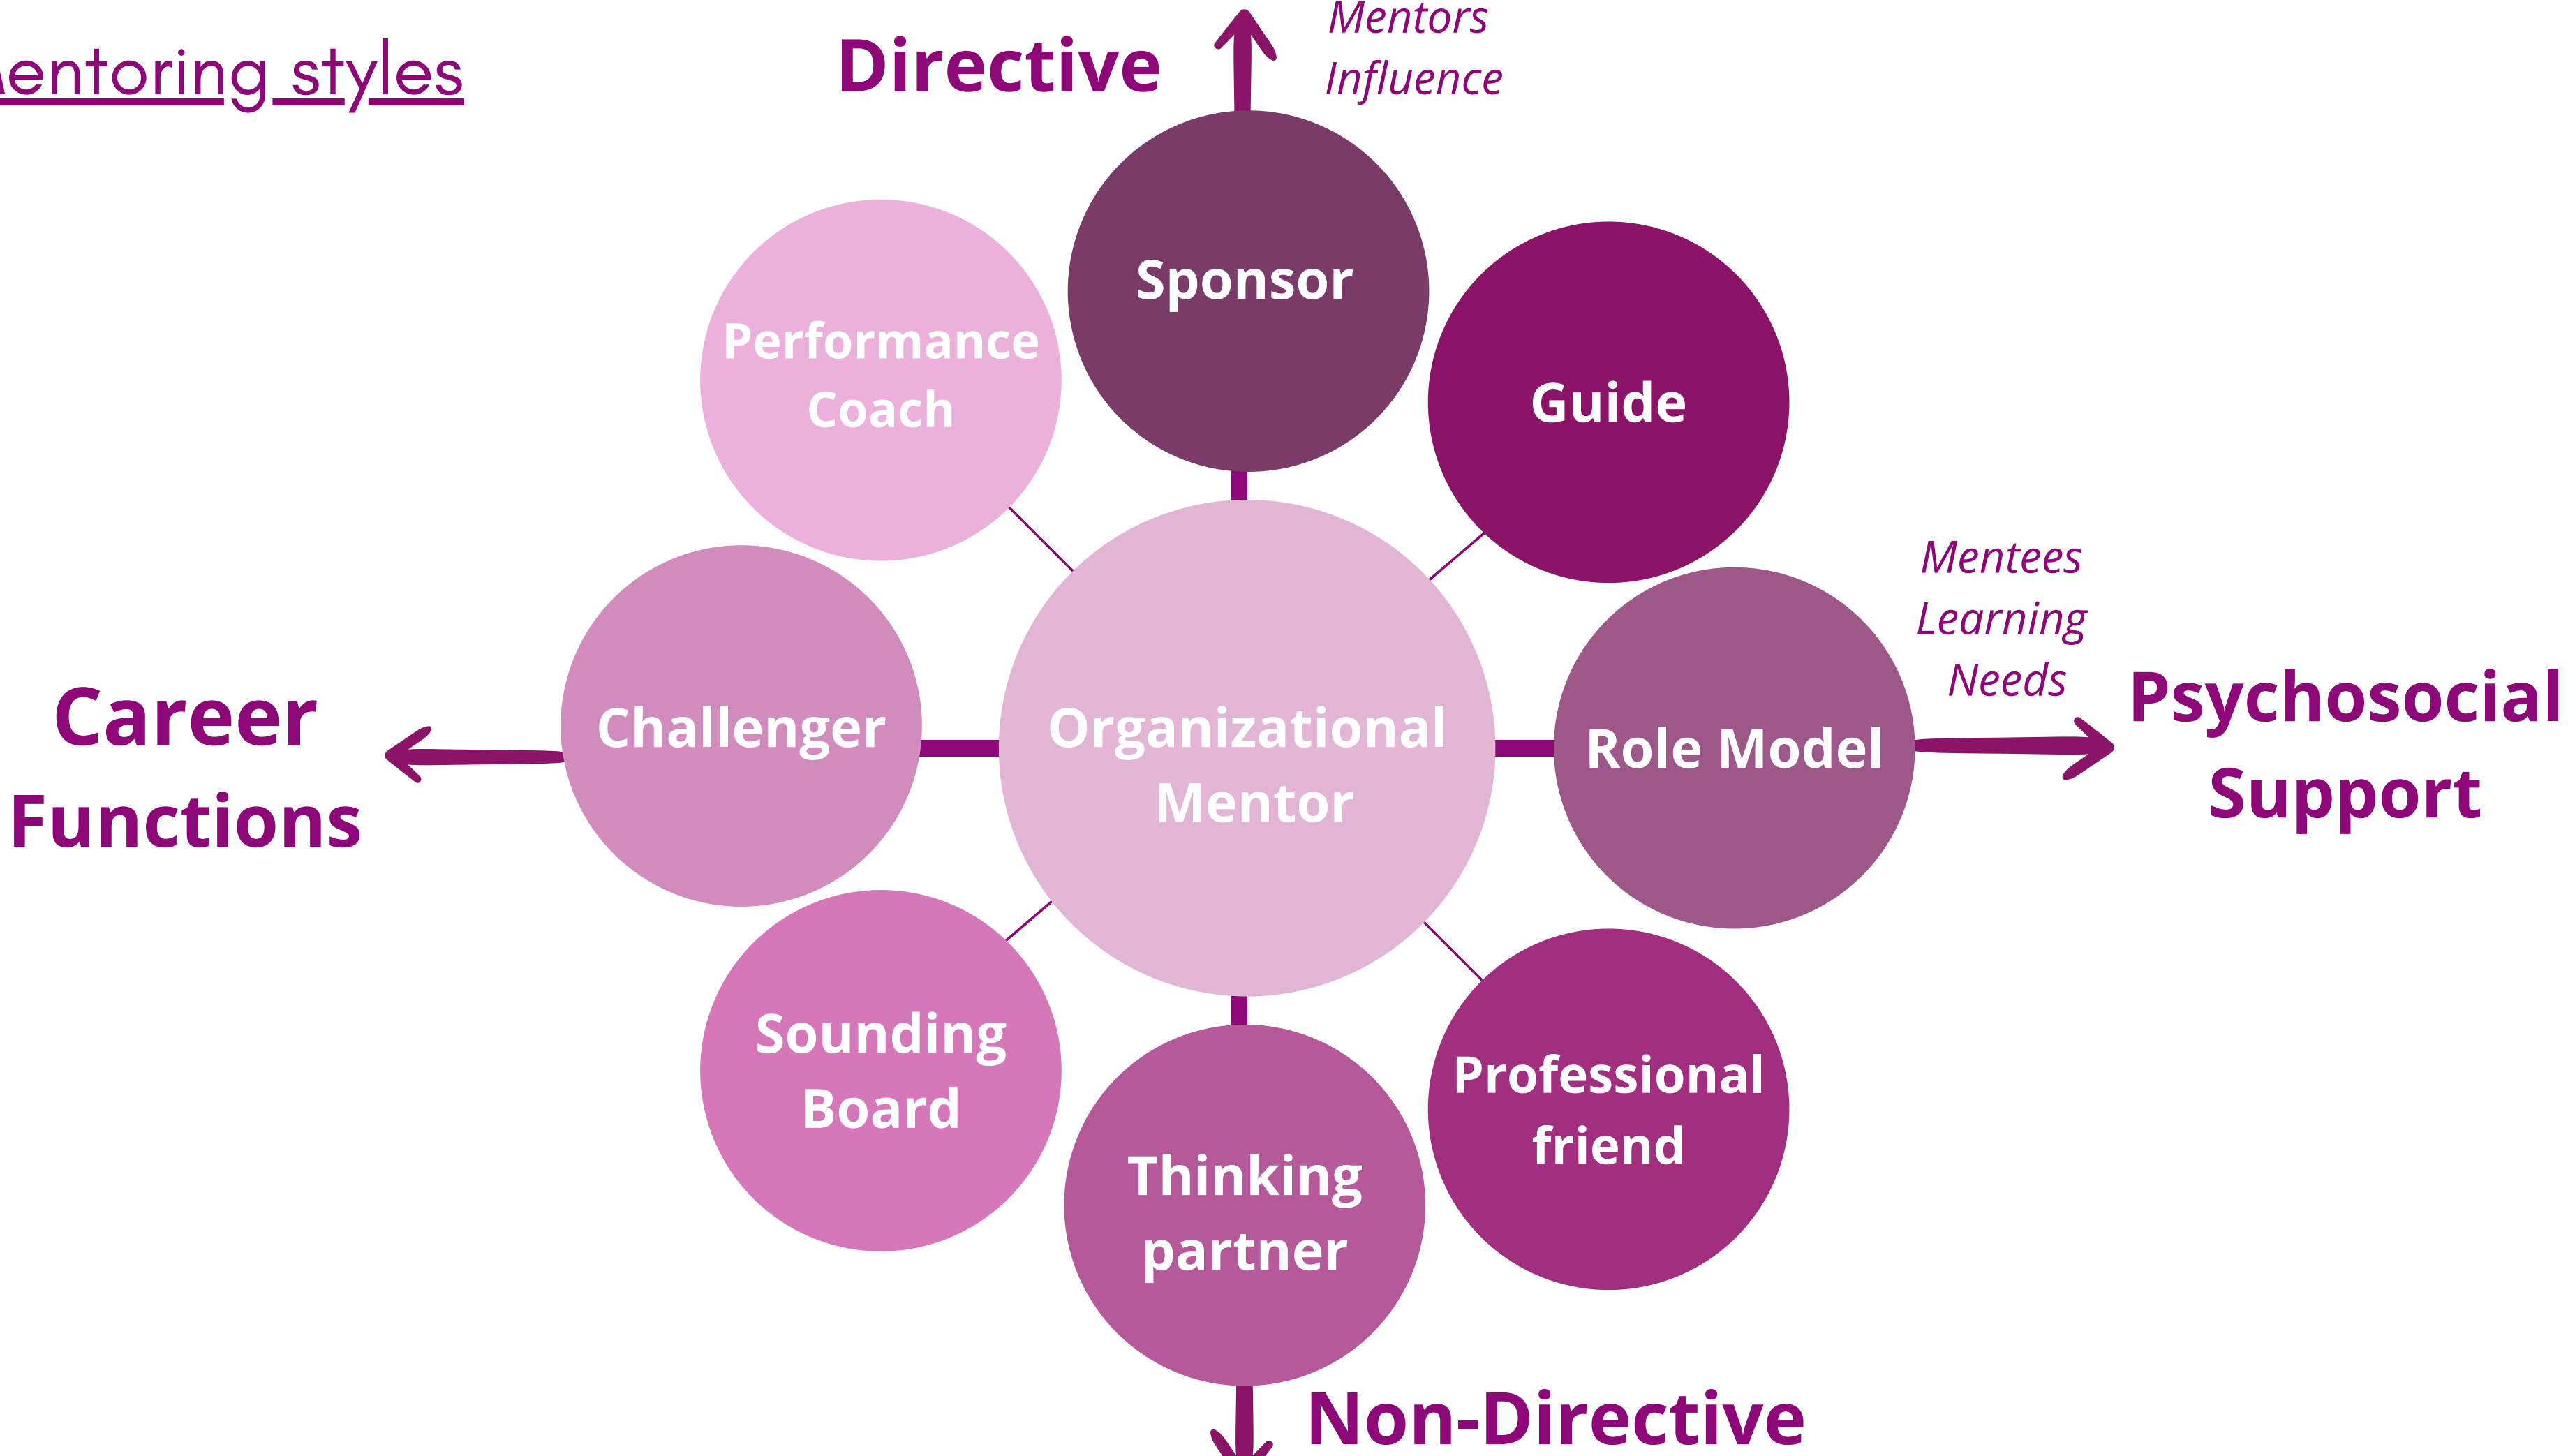 entoring styles
Directive
Mentors
Influence
Sponsor
Performance
Coach
Guide
Mentees
Learning
Needs
Career
Functions
Challenger
Organizational
Mentor
Role Model
Psychosocial
Support
Sounding
Board
Professional
friend
Thinking
partner
Non-Directive